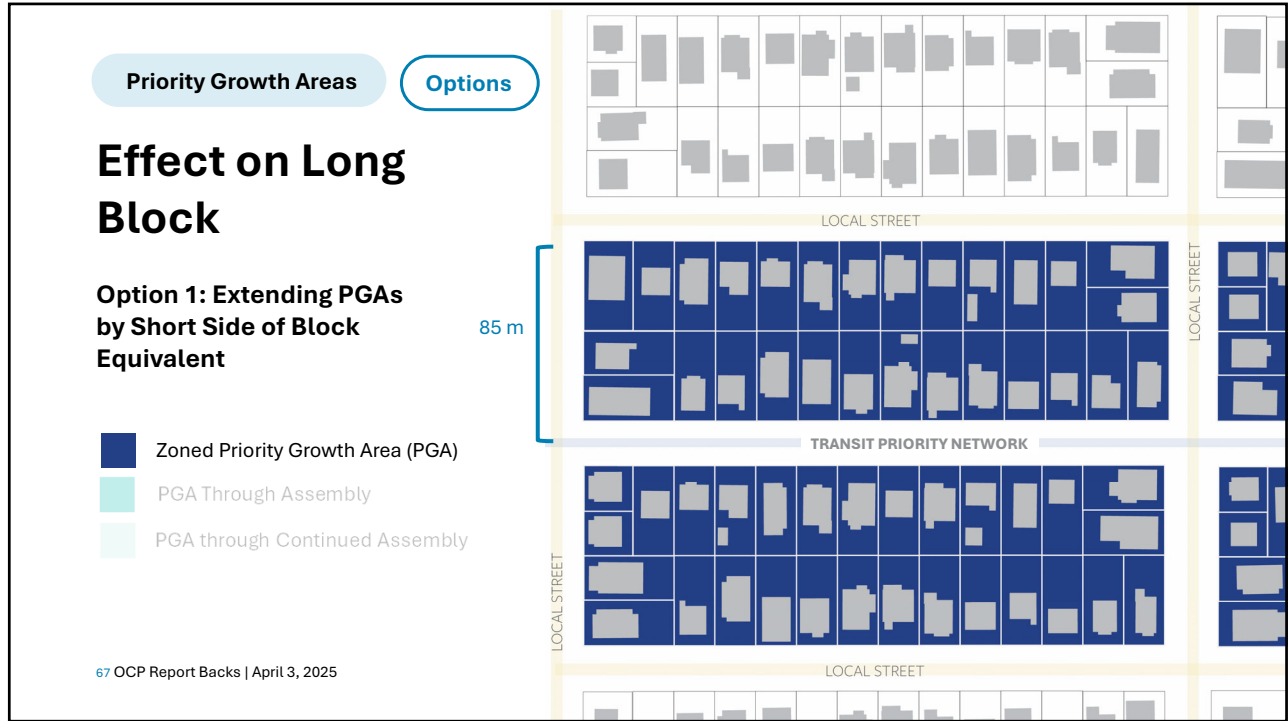 Priority Growth Areas
Options
Effect on Long
Block
Option 1: Extending PGAs
by Short Side of Block
Equivalent
Zoned Priority Growth Area (PGA)
PGA Through Assembly
PGA through Continued Assembly
67 OCP Report Backs | April 3, 2025
85 m
LOCAL STREET
LOCAL STREET
TRANSIT PRIORITY NETWORK
LOCAL STREET
LOCAL STREET